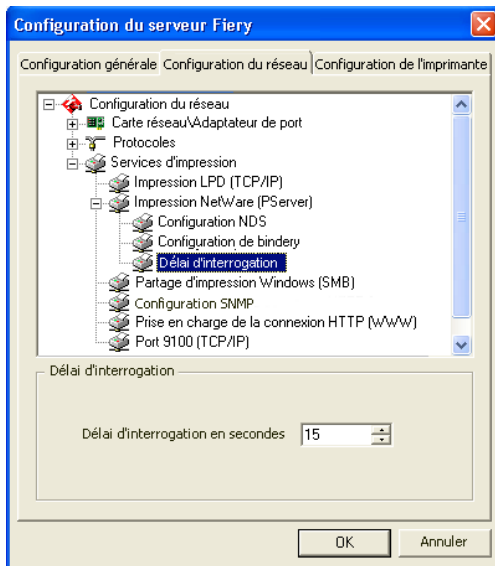 Configuration du serveur Fiery
Configuration générale Configuration du réseau Configuration de l'imprimante
Configuration du réseau
Carte réseau\Adaptateur de port
Protocoles
Services d'impression
Impression LPD (TCP/IP)
Impression NetWare (PServer)
Configuration NDS
Configuration de bindery
Délai d'interrogation
Partage d'impression Windows (SMB)
Configuration SNMP
Prise en charge de la connexion HTTP (WWW)
Port 9100 (TCP/IP)
Délai d'interrogation
Délai d'interrogation en secondes 15
OK Annuler